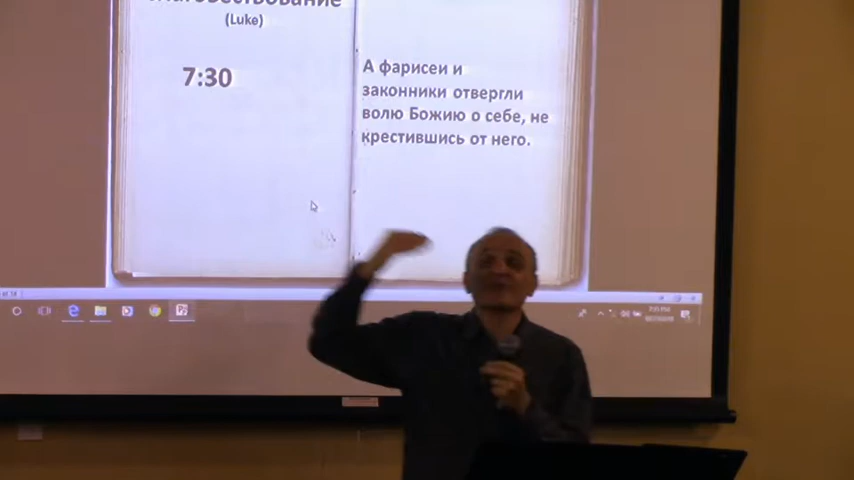 (Luke)
7:30
А фарисеи и
законники отвергли
волю Божию о себе, не
крестившись от него.